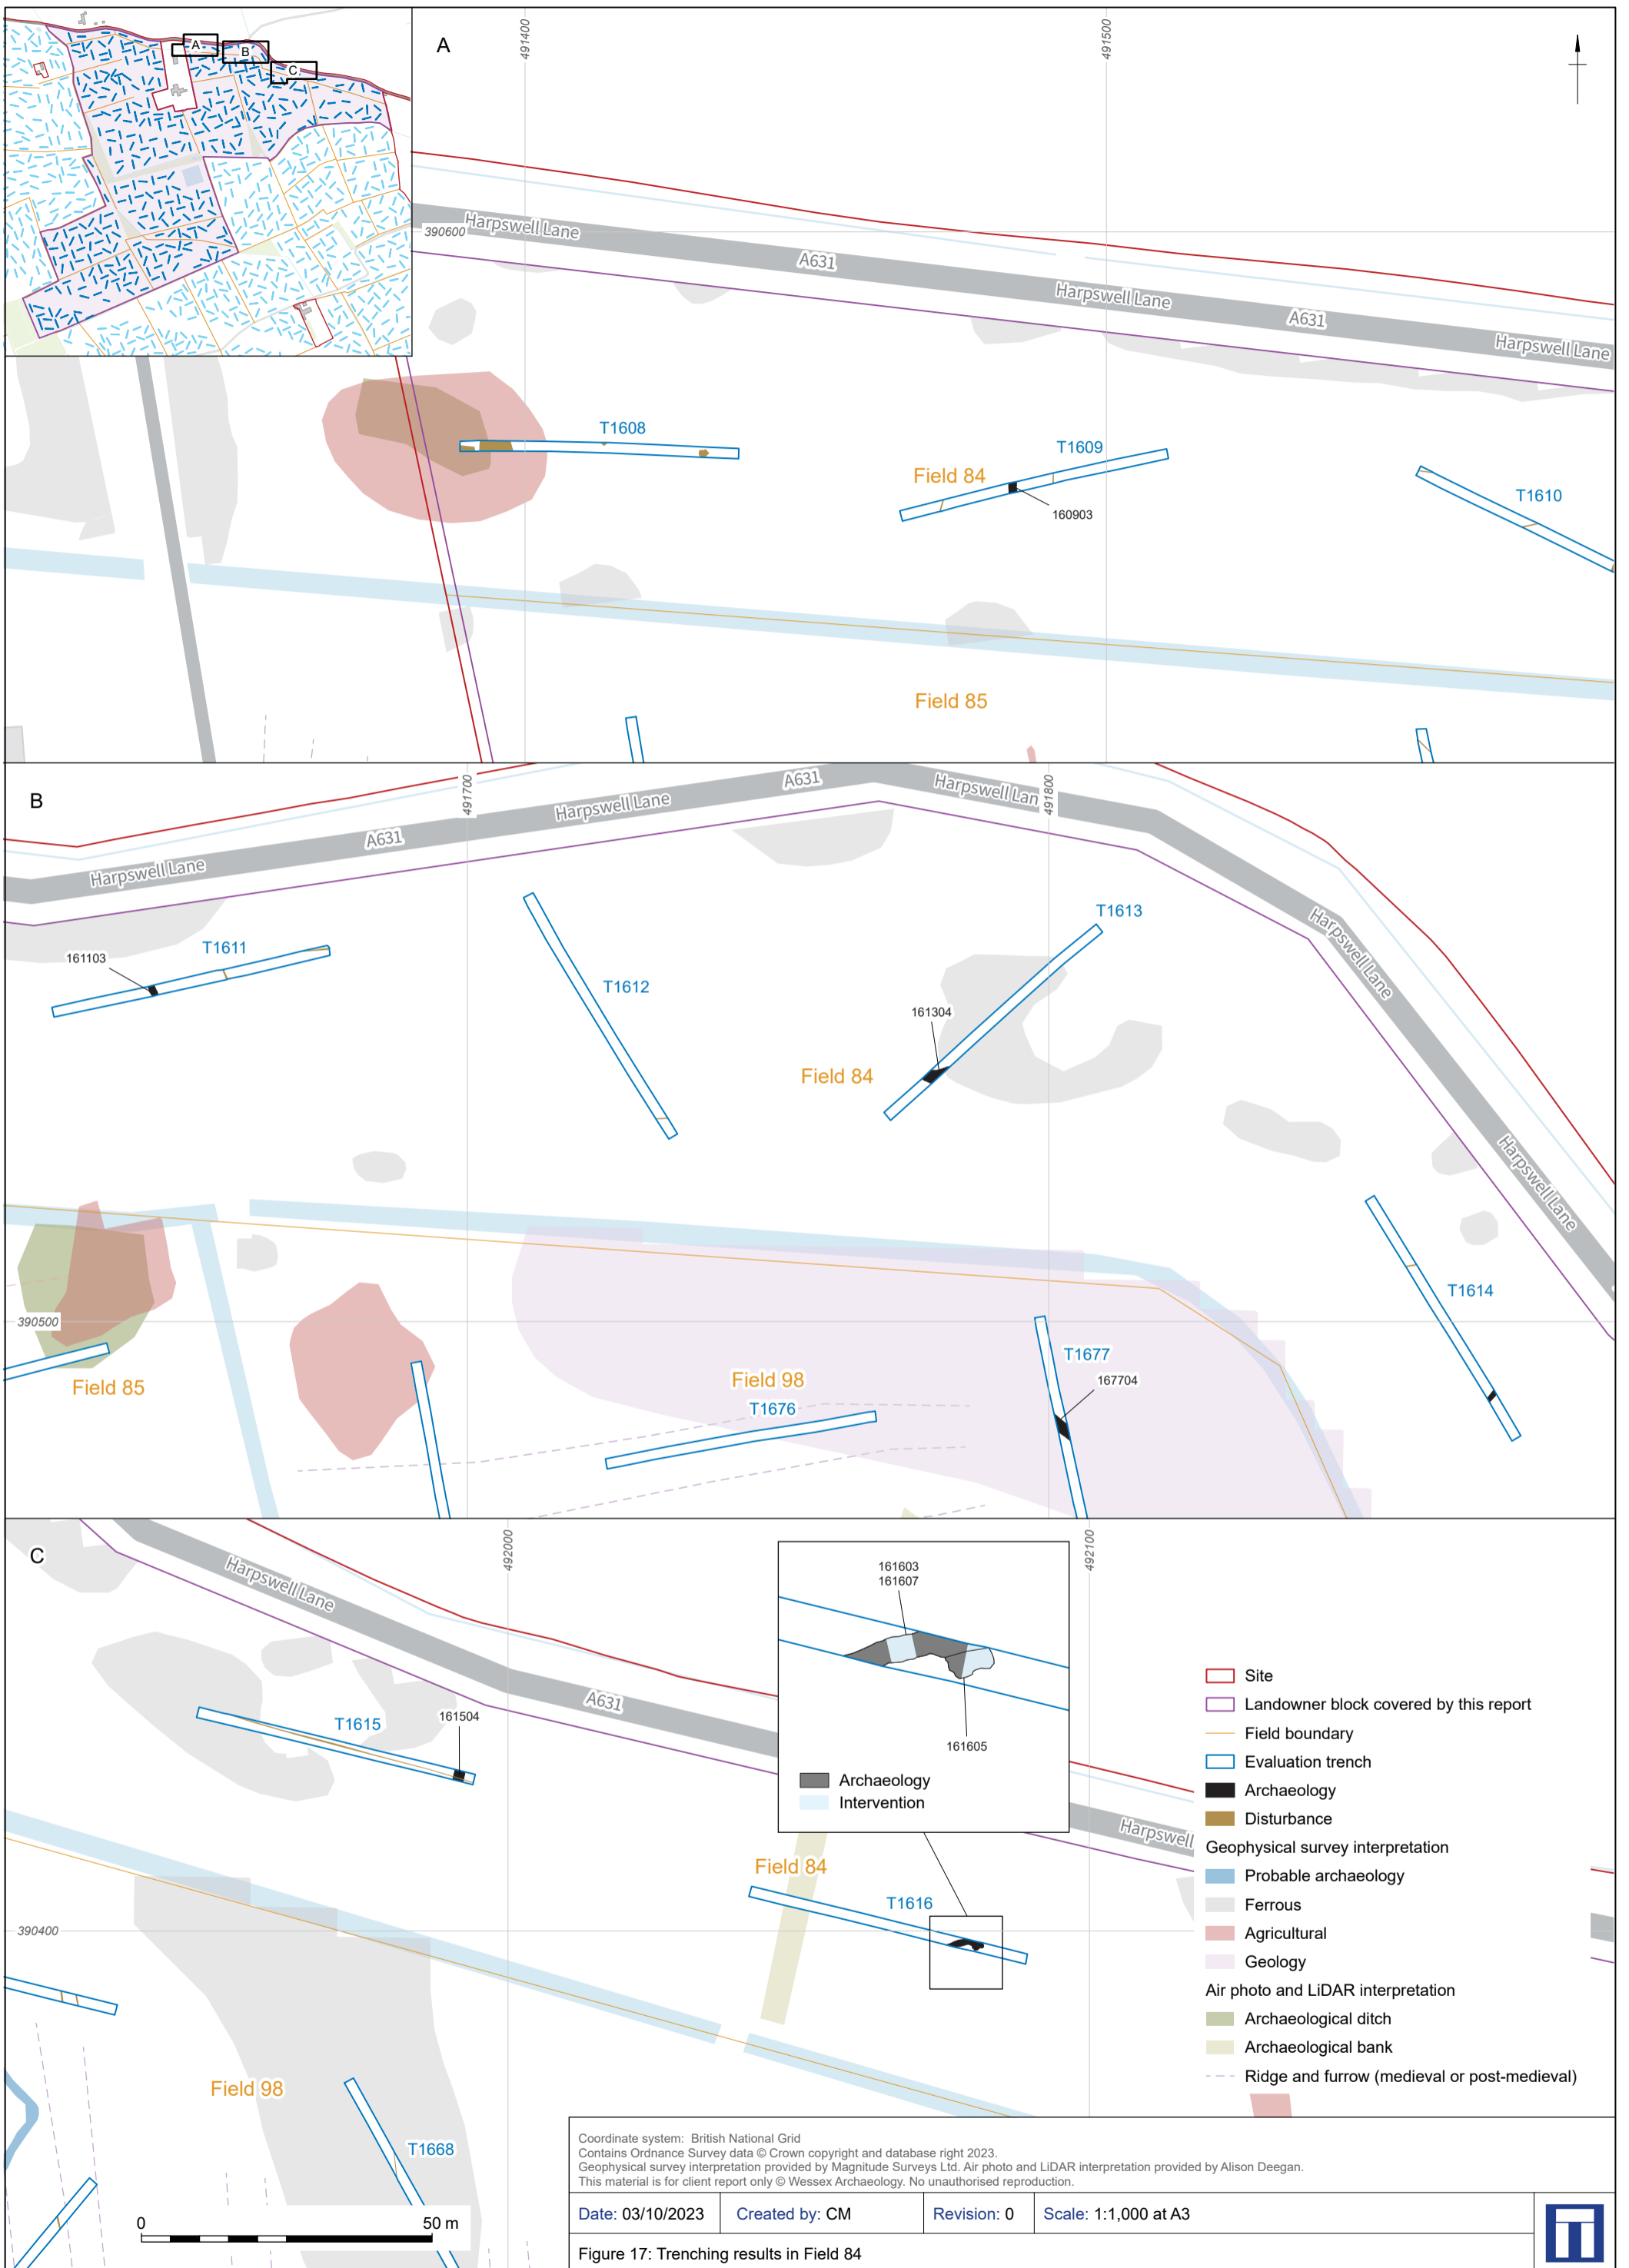 A
B
C
A
491400
491500
390600
Harpswell Lane
A631
Harpswell Lane
A631
Harpswell Lane
T1608
T1609
Field 84
160903
T1610
Field 85
B
491700
491800
A631
Harpswell Lane
Harpswell Lan
A631
Harpswell Lane
Harpswell Lane
Harpswell Lane
T1611
161103
T1612
T1613
161304
Field 84
T1614
390500
Field 85
Field 98
T1676
T1677
167704
C
492000
492100
Harpswell Lane
A631
Harpswell
T1615
161504
161603
161607
161605
Archaeology
Intervention
Field 84
T1616
390400
Field 98
T1668
0
50 m
Site
Landowner block covered by this report
Field boundary
Evaluation trench
Archaeology
Disturbance
Geophysical survey interpretation
Probable archaeology
Ferrous
Agricultural
Geology
Air photo and LiDAR interpretation
Archaeological ditch
Archaeological bank
Ridge and furrow (medieval or post-medieval)
Coordinate system: British National Grid
Contains Ordnance Survey data © Crown copyright and database right 2023.
Geophysical survey interpretation provided by Magnitude Surveys Ltd. Air photo and LiDAR interpretation provided by Alison Deegan.
This material is for client report only © Wessex Archaeology. No unauthorised reproduction.
Date: 03/10/2023 Created by: CM Revision: 0 Scale: 1:1,000 at A3
Figure 17: Trenching results in Field 84